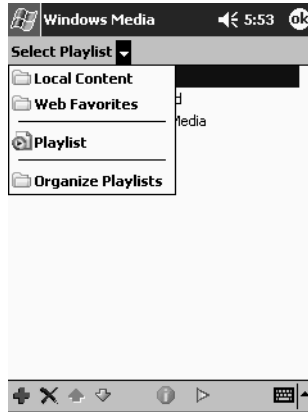 Windows Media 5:53 ok
Select Playlist
Local Content
Web Favorites
Media
Playlist
Organize Playlists